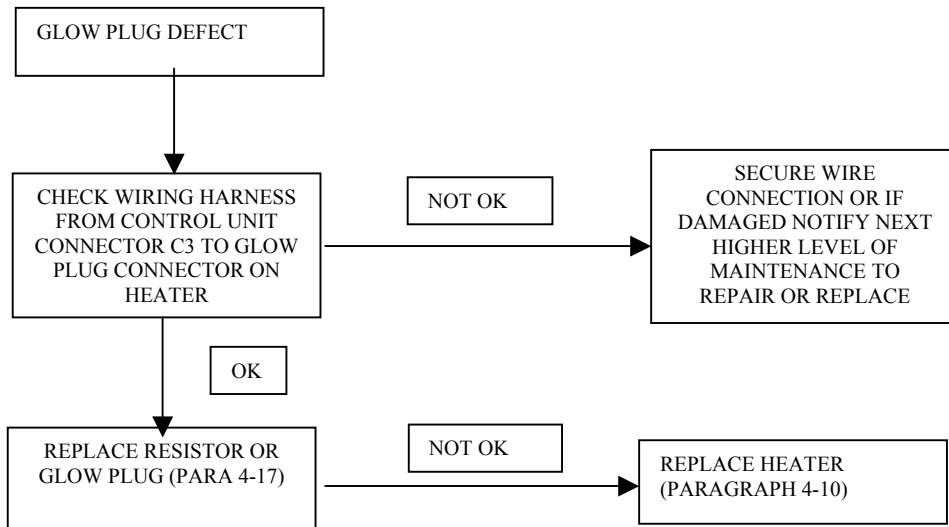 GLOW PLUG DEFECT
CHECK WIRING HARNESS
FROM CONTROL UNIT
CONNECTOR C3 TO GLOW
PLUG CONNECTOR ON
HEATER
NOT OK
SECURE WIRE
CONNECTION OR IF
DAMAGED NOTIFY NEXT
HIGHER LEVEL OF
MAINTENANCE TO
REPAIR OR REPLACE
OK
REPLACE RESISTOR OR
GLOW PLUG (PARA 4-17)
NOT OK
REPLACE HEATER
(PARAGRAPH 4-10)